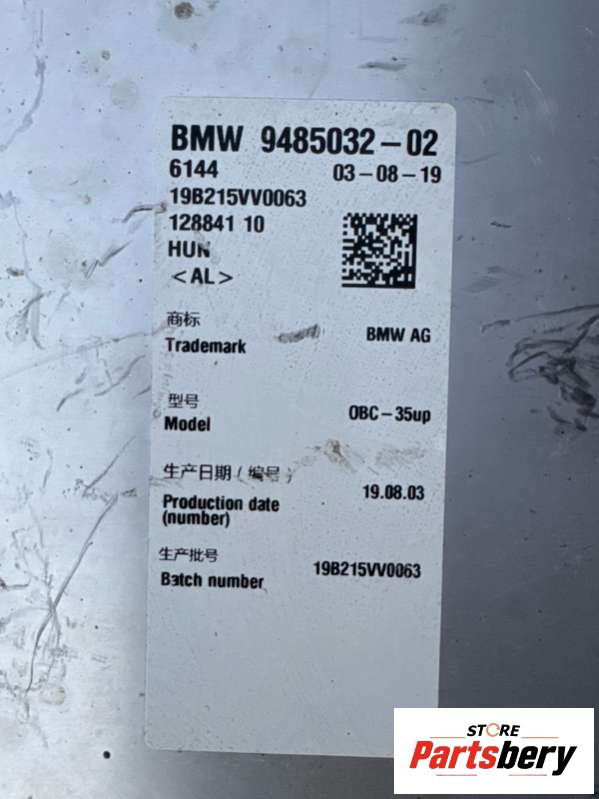 BMW 9485032-02
6144 03-08-19
19B215VV0063
128841 10
HUN
<AL>
商标
Trademark BMW AG
型号
Model OBC-35up
生产日期(编号)
Production date 19.08.03
(number)
生产批号
Batch number 19B215VV0063
STORE
Partsbery